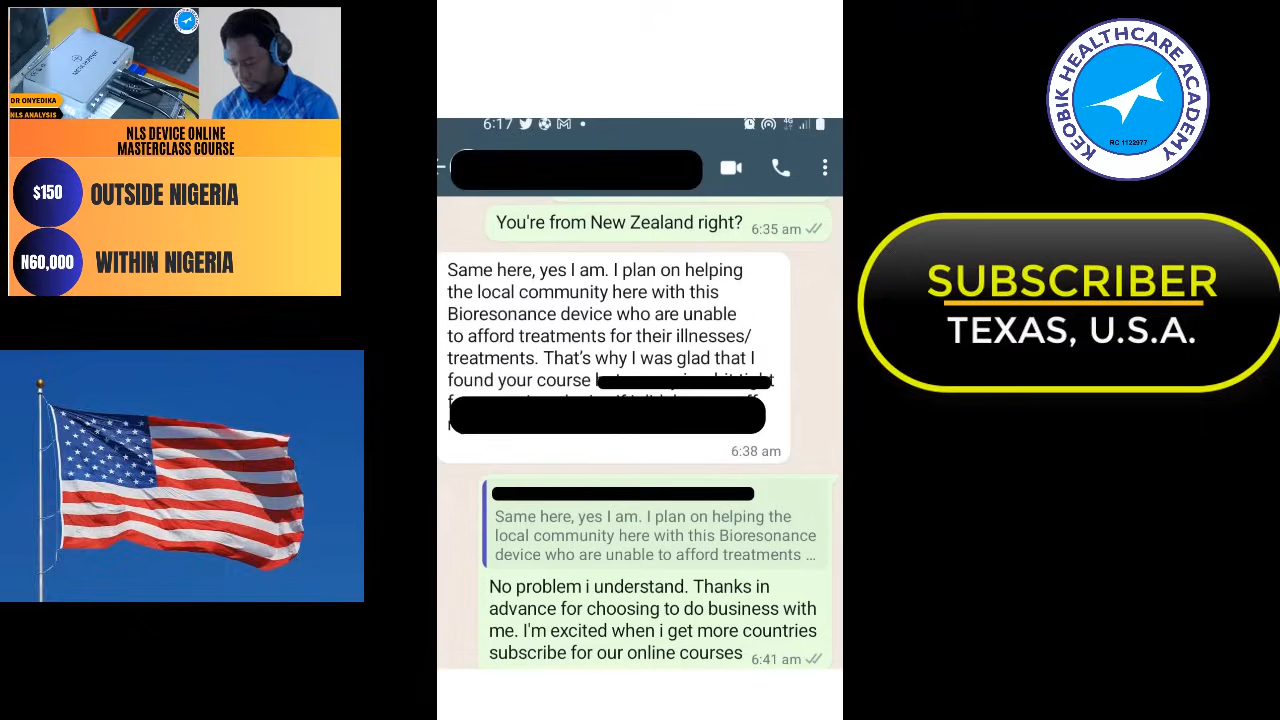 DR ONYEDIKA
NLS ANALYSIS
NLS DEVICE ONLINE
MASTERCLASS COURSE
$150
OUTSIDE NIGERIA
N60,000
WITHIN NIGERIA
6:17
4G
You're from New Zealand right?
6:35 am
Same here, yes I am. I plan on helping
the local community here with this
Bioresonance device who are unable
to afford treatments for their illnesses/
treatments. That's why I was glad that I
found your course
6:38 am
Same here, yes I am. I plan on helping the
local community here with this Bioresonance
device who are unable to afford treatments ...
No problem i understand. Thanks in
advance for choosing to do business with
me. I'm excited when i get more countries
subscribe for our online courses
6:41 am
KEOBIK HEALTHCARE ACADEMY
RC 1122977
SUBSCRIBER
TEXAS, U.S.A.